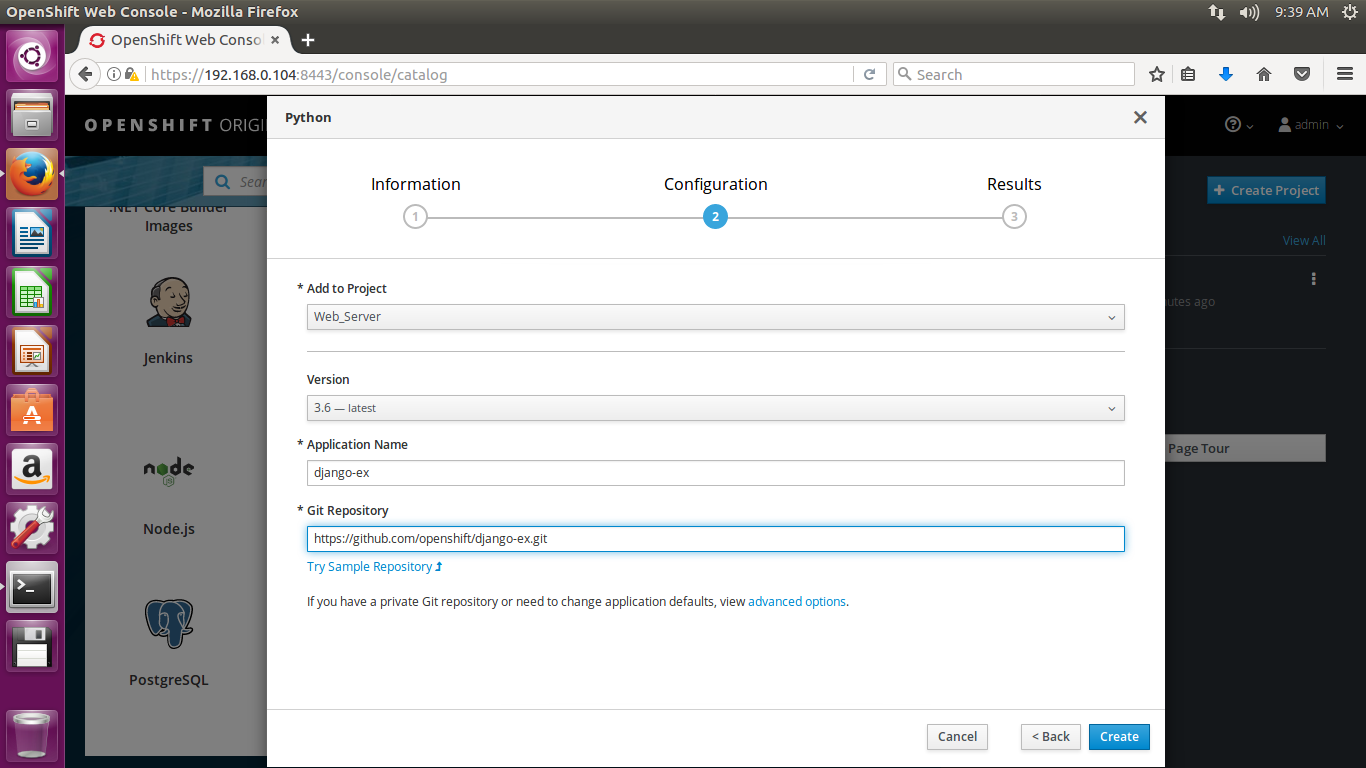 OpenShift Web Console - Mozilla Firefox
9:39 AM
OpenShift Web Conso
https://192.168.0.104:8443/console/catalog
Search
OPENSHIFT ORIGI
admin
Python
Information
Configuration
Results
1
2
3
Sear
Create Project
.NET Core Builder
Images
View All
utes ago
Jenkins
Node.js
PostgreSQL
Page Tour
* Add to Project
Web_Server
Version
3.6 — latest
* Application Name
django-ex
* Git Repository
https://github.com/openshift/django-ex.git
Try Sample Repository
If you have a private Git repository or need to change application defaults, view advanced options.
Cancel
< Back
Create